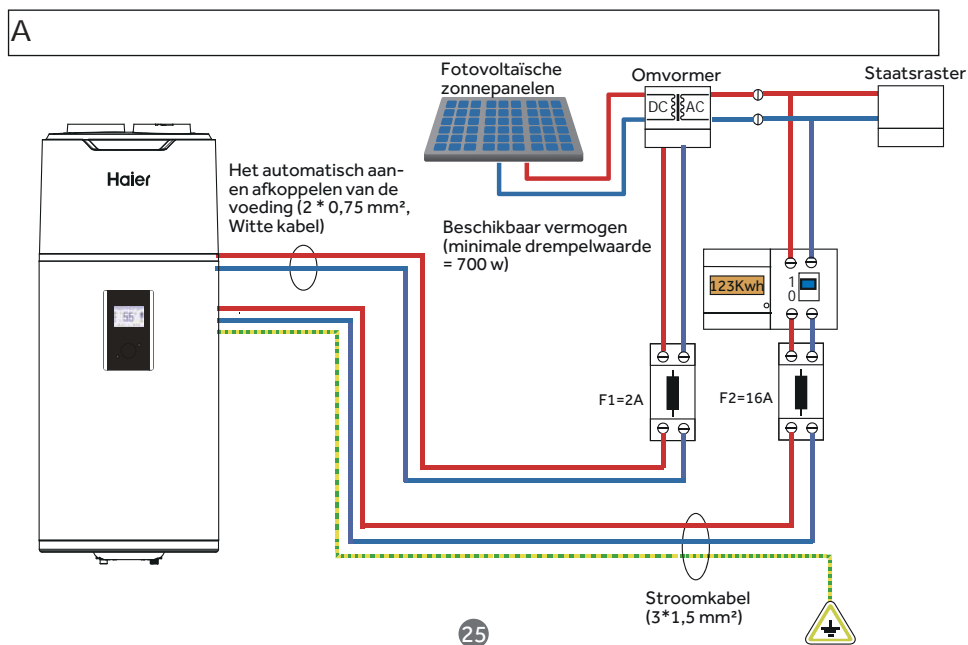 A
Fotovoltaïsche
zonnepanelen
Omvormer
Staatsraster
DC
AC
Haier
Het automatisch aan-
en afkoppelen van de
voeding (2 * 0,75 mm²,
Witte kabel)
Beschikbaar vermogen
(minimale drempelwaarde
= 700 w)
123Kwh
1
0
55
F1=2A
F2=16A
Stroomkabel
(3*1,5 mm²)
25